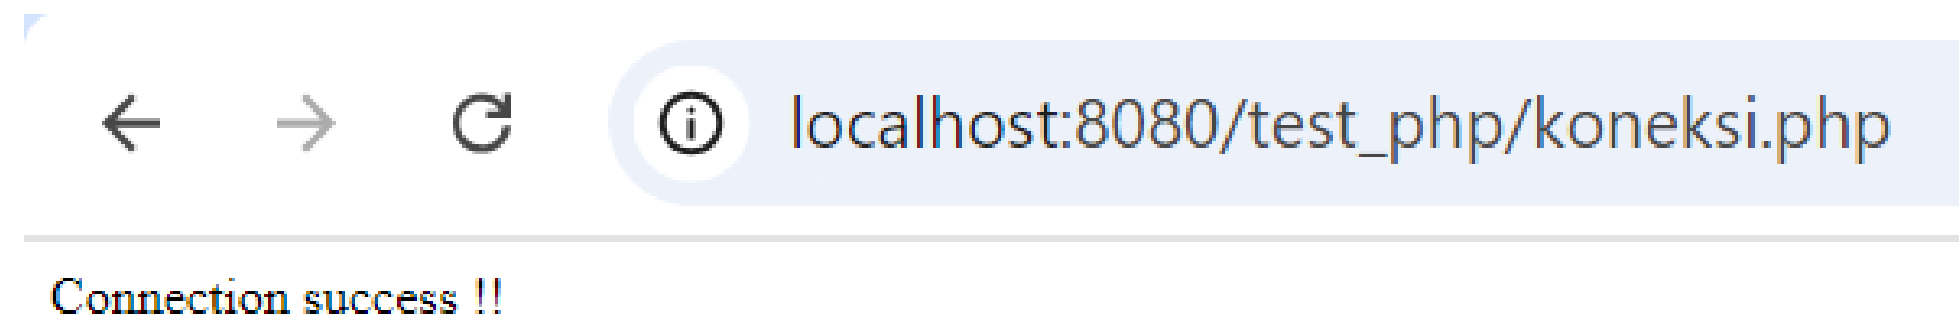 localhost:8080/test_php/koneksi.php
Connection success !!